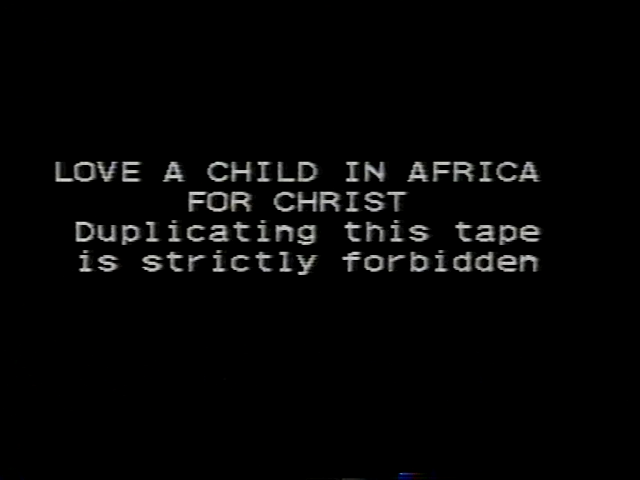 LOVE A CHILD IN AFRICA
FOR CHRIST
Duplicating this tape
is strictly forbidden